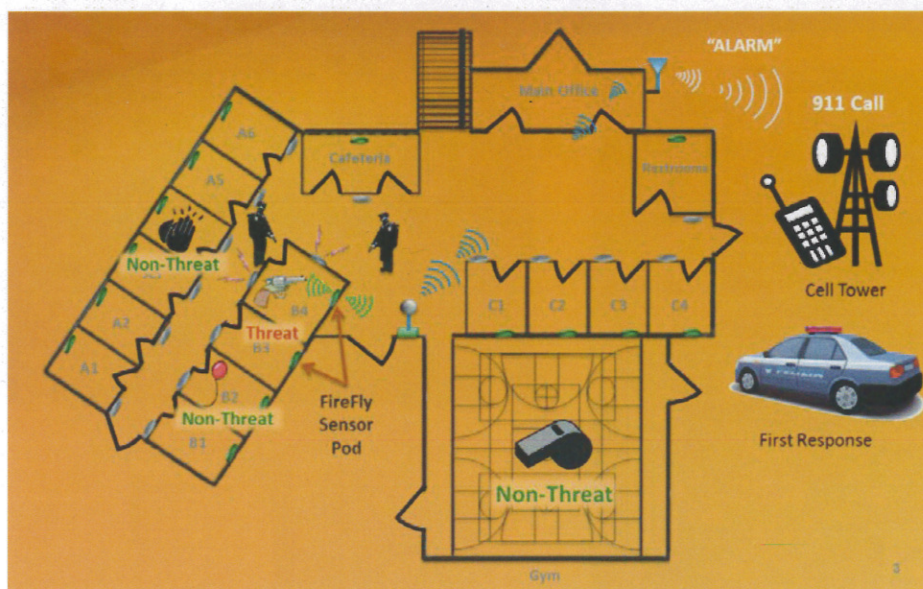 "ALARM"
Main Office
911 Call
A6
Cafeteria
Restrooms
A5
Non-Threat
Cell Tower
A2
B4
C1
C2
C3
C4
Threat
A1
B3
B2
FireFly
Sensor
Pod
Non-Threat
B1
First Response
Non-Threat
Gym
3